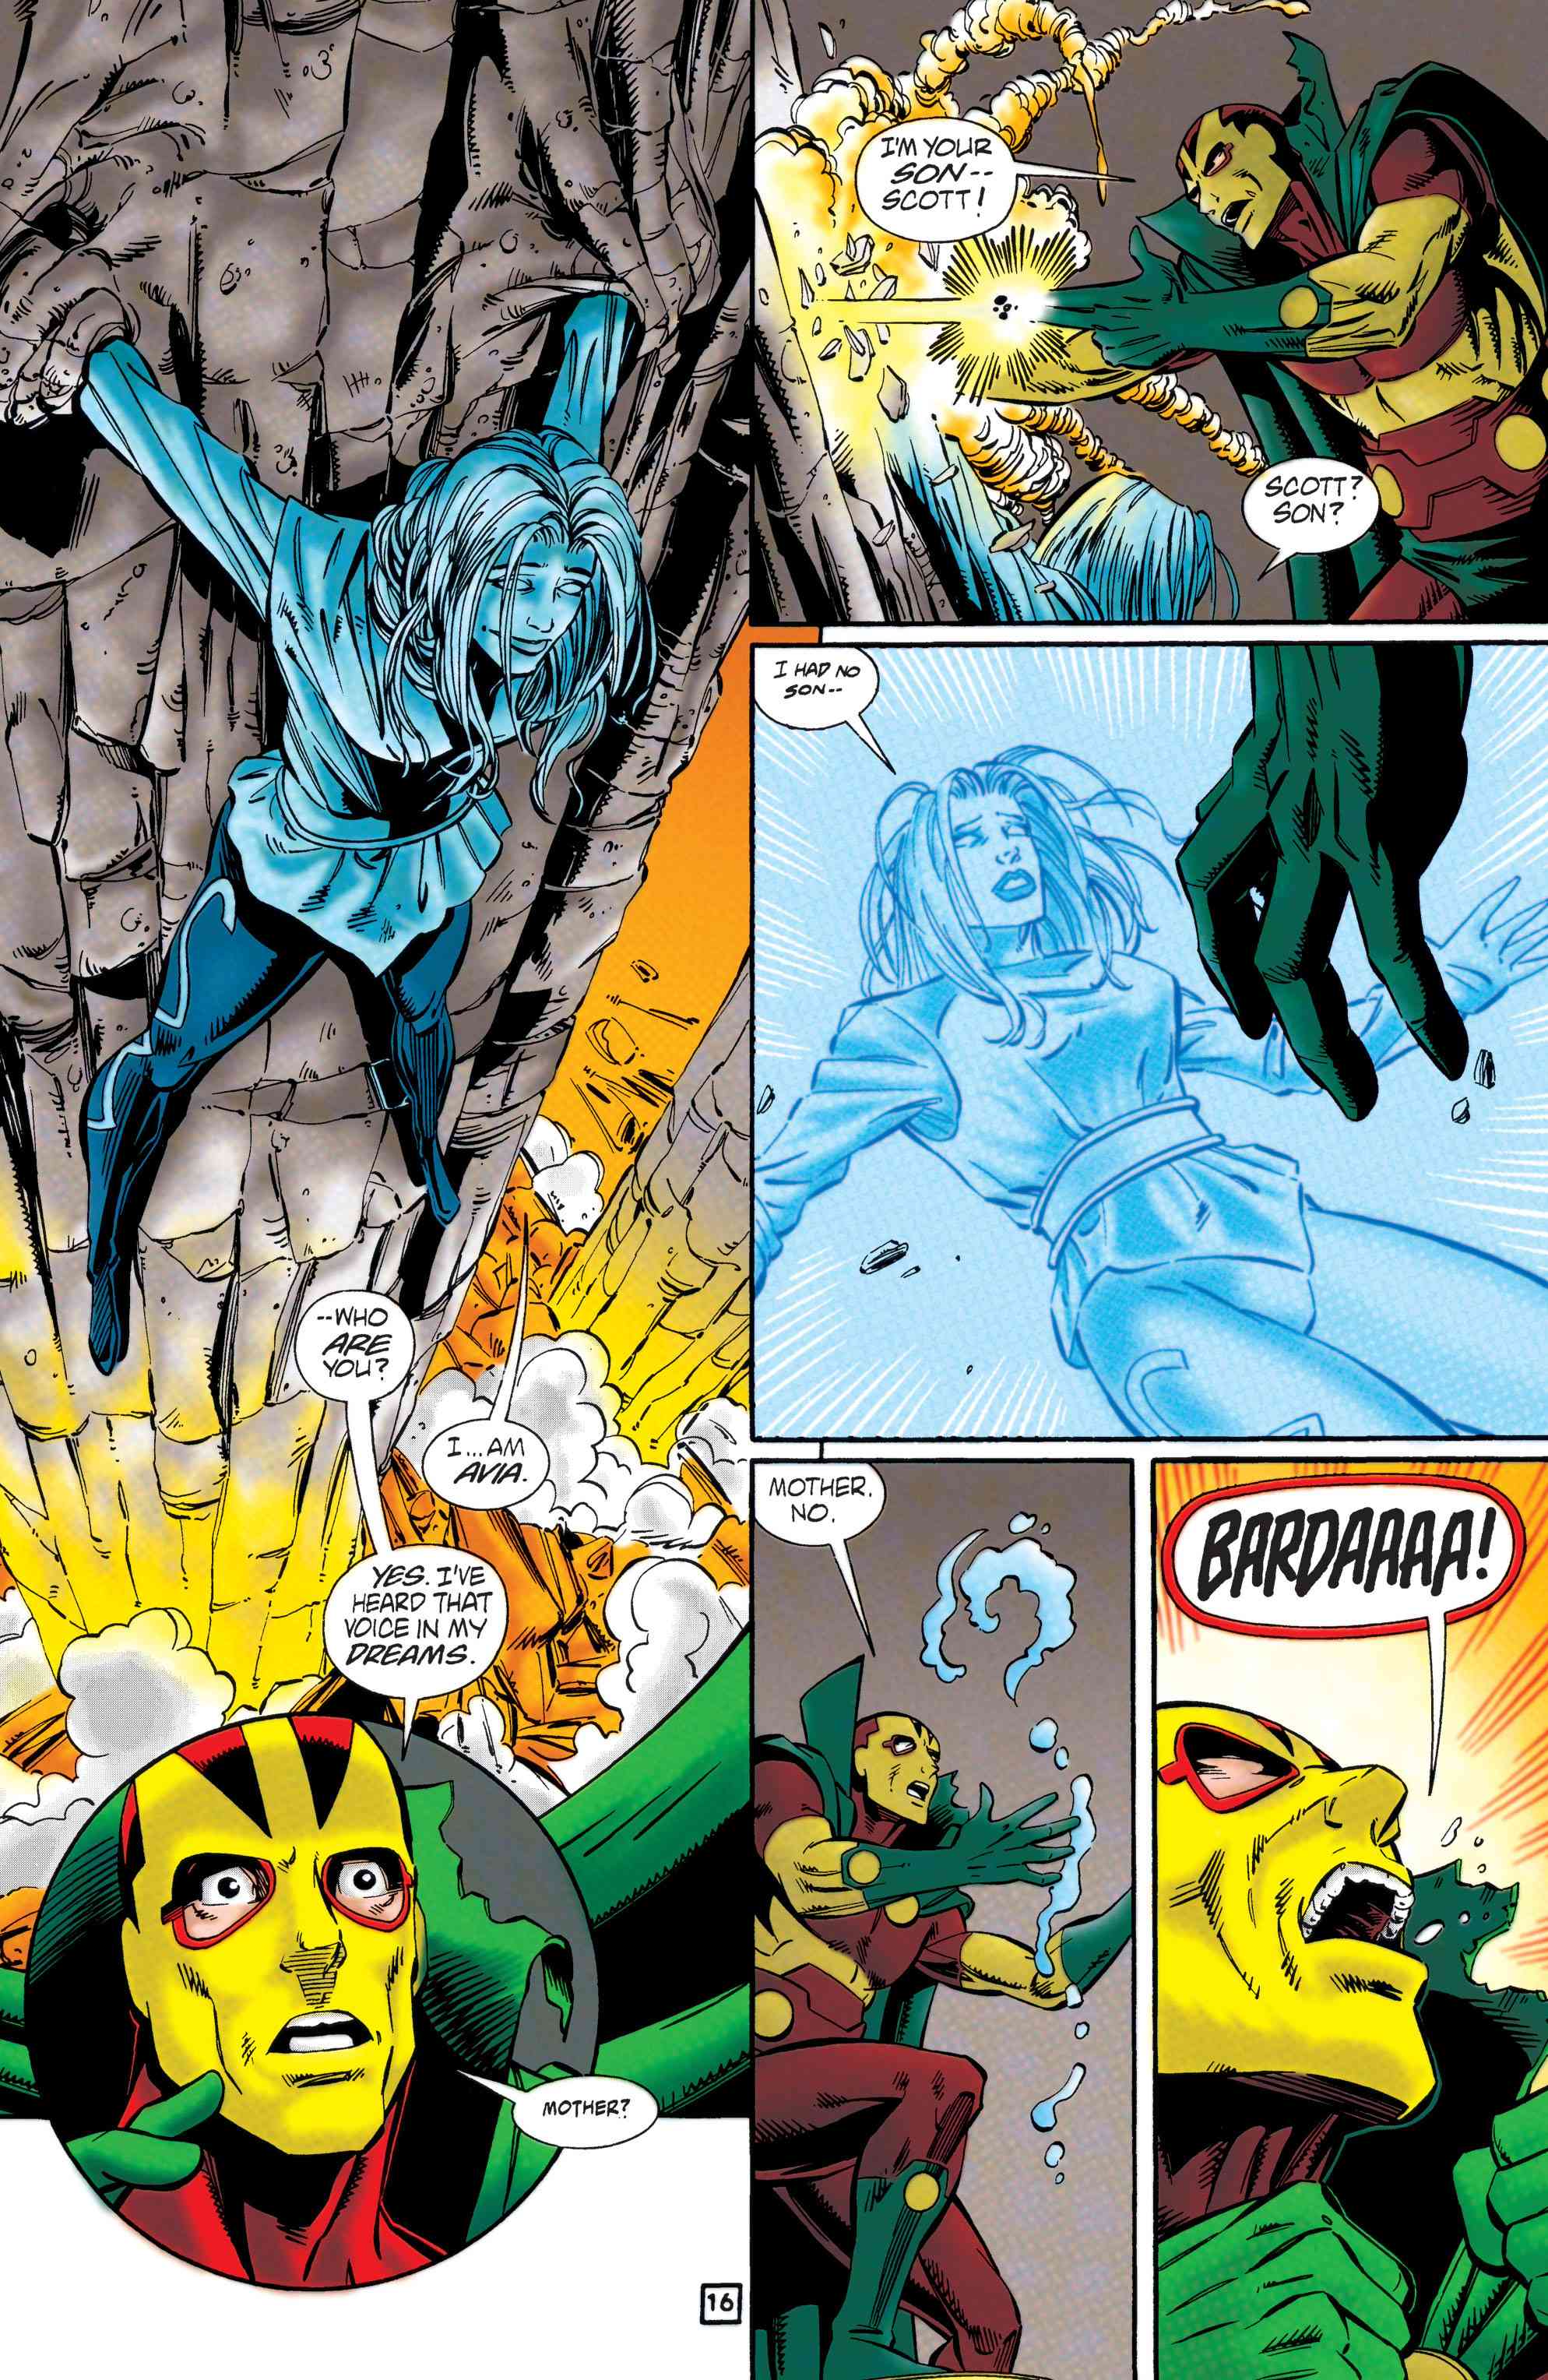 --WHO
ARE
YOU?
I...AM
AVIA.
YES. I'VE
HEARD THAT
VOICE IN MY
DREAMS.
MOTHER?
I'M YOUR
SON--
SCOTT!
SCOTT?
SON?
I HAD NO
SON--
MOTHER.
NO.
BARDAAAA!
16